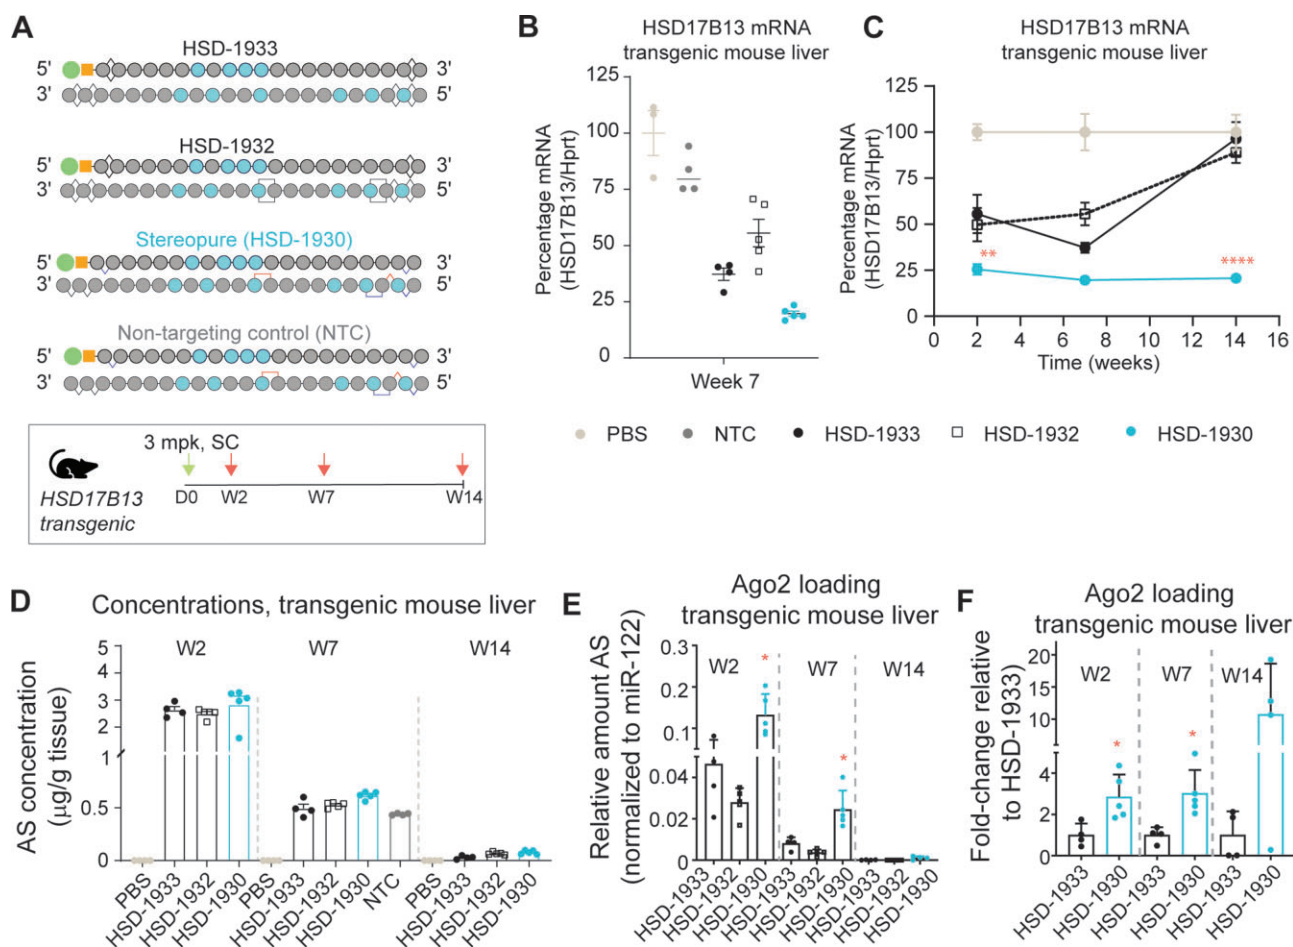 A
HSD-1933
5' 3'
3' 5'
HSD-1932
5' 3'
3' 5'
Stereopure (HSD-1930)
5' 3'
3' 5'
Non-targeting control (NTC)
5' 3'
3' 5'
3 mpk, SC
HSD17B13
transgenic
D0 W2 W7 W14
B
HSD17B13 mRNA
transgenic mouse liver
Percentage mRNA
(HSD17B13/Hprt)
125
100
75
50
25
0
Week 7
C
HSD17B13 mRNA
transgenic mouse liver
Percentage mRNA
(HSD17B13/Hprt)
125
100
75
50
25
0
**
****
0 2 4 6 8 10 12 14 16
Time (weeks)
PBS NTC HSD-1933 HSD-1932 HSD-1930
D
Concentrations, transgenic mouse liver
AS concentration
(µg/g tissue)
W2 W7 W14
5
4
3
2
1
0.5
0
PBS HSD-1933 HSD-1932 HSD-1930 PBS HSD-1933 HSD-1932 HSD-1930 NTC PBS HSD-1933 HSD-1932 HSD-1930
E
Ago2 loading
transgenic mouse liver
Relative amount AS
(normalized to miR-122)
0.3
0.2
0.1
0.04
0.02
0
W2 * W7 * W14
HSD-1933 HSD-1932 HSD-1930 HSD-1933 HSD-1932 HSD-1930 HSD-1933 HSD-1932 HSD-1930
F
Ago2 loading
transgenic mouse liver
Fold-change relative
to HSD-1933
20
15
10
5
4
2
0
W2 * W7 * W14
HSD-1933 HSD-1930 HSD-1933 HSD-1930 HSD-1933 HSD-1930